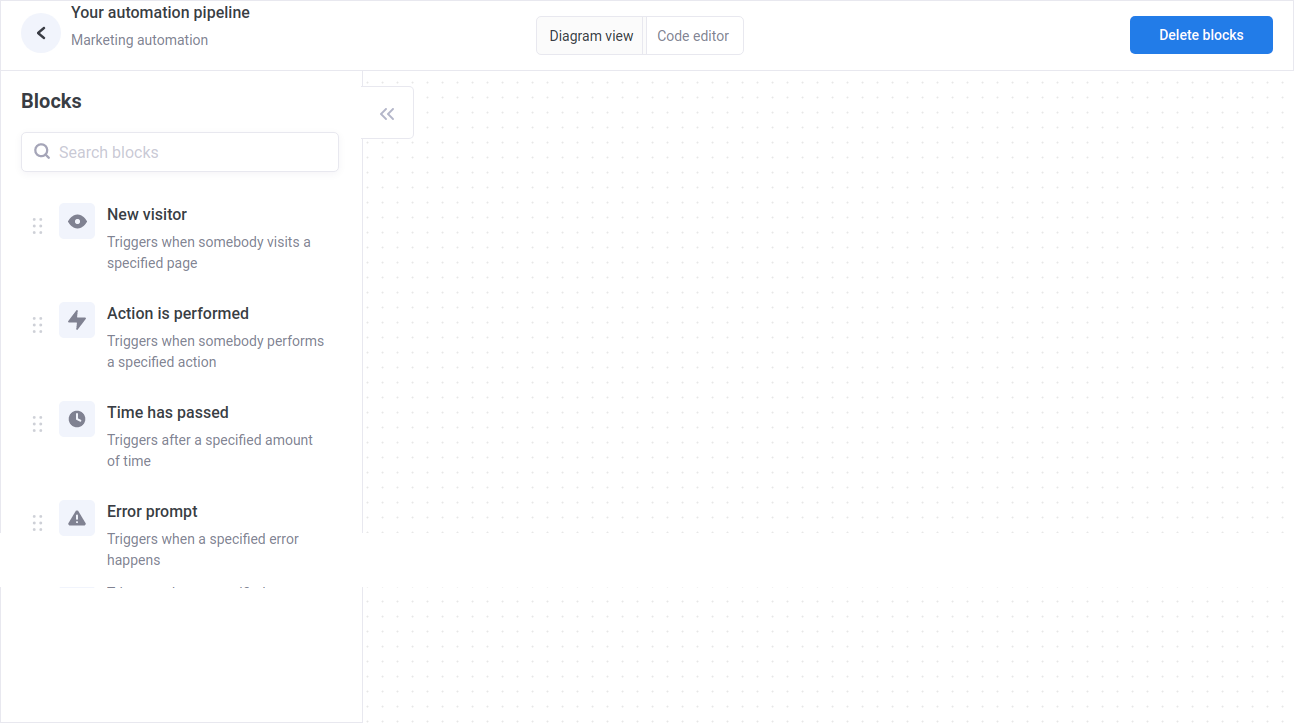 Your automation pipeline
Marketing automation
Diagram view
Code editor
Delete blocks
Blocks
Search blocks
New visitor
Triggers when somebody visits a
specified page
Action is performed
Triggers when somebody performs
a specified action
Time has passed
Triggers after a specified amount
of time
Error prompt
Triggers when a specified error
happens